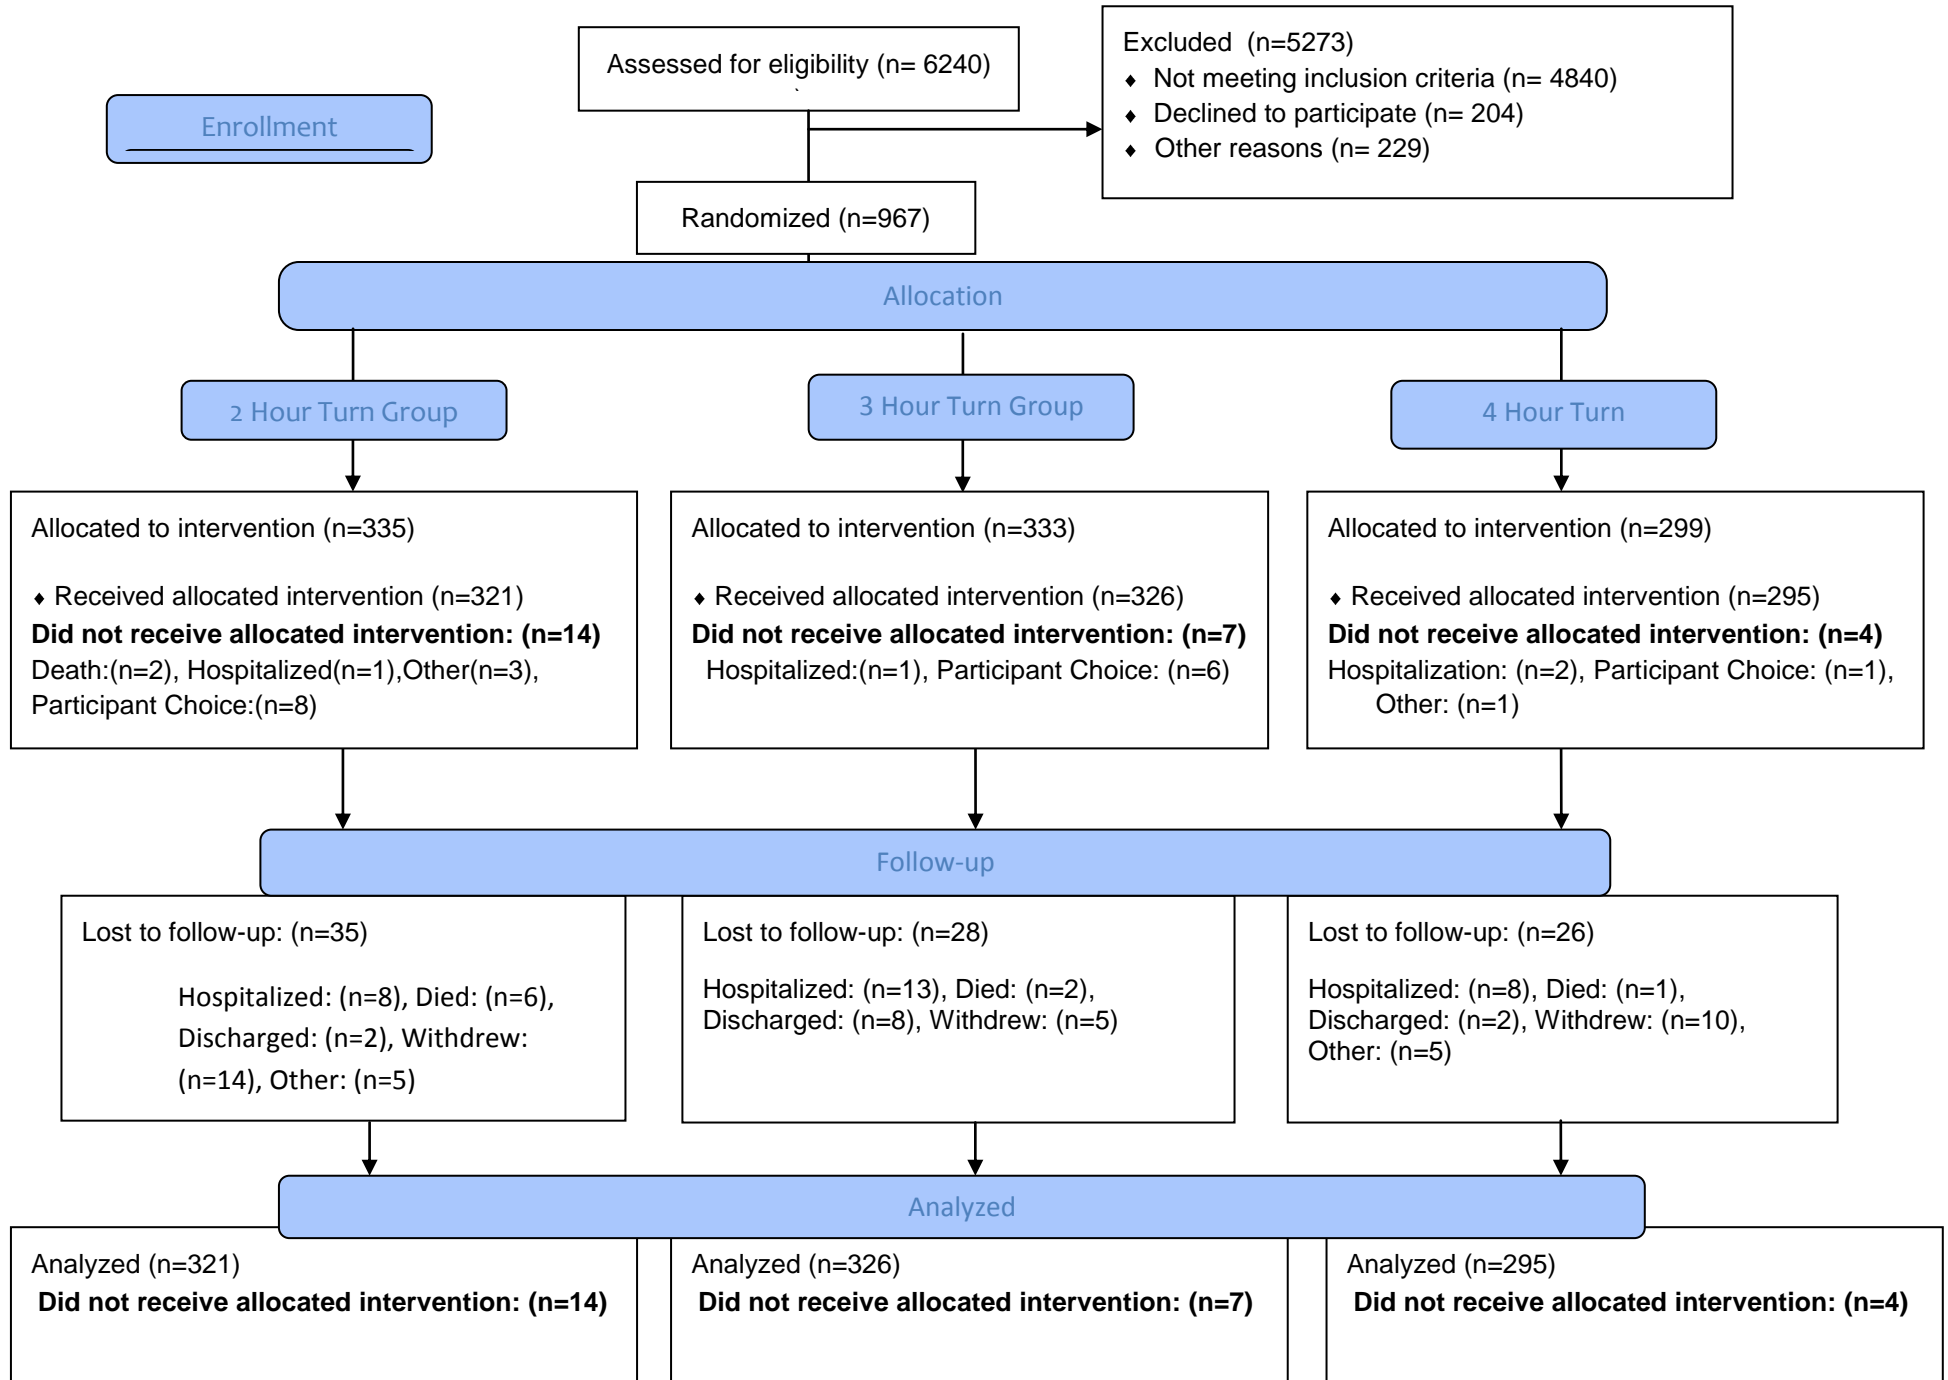 Assessed for eligibility (n= 6240)
Excluded (n=5273)
♦ Not meeting inclusion criteria (n= 4840)
♦ Declined to participate (n= 204)
♦ Other reasons (n= 229)
Enrollment
Randomized (n=967)
Allocation
2 Hour Turn Group
3 Hour Turn Group
4 Hour Turn
Allocated to intervention (n=335)
♦ Received allocated intervention (n=321)
Did not receive allocated intervention: (n=14)
Death:(n=2), Hospitalized(n=1),Other(n=3),
Participant Choice:(n=8)
Allocated to intervention (n=333)
♦ Received allocated intervention (n=326)
Did not receive allocated intervention: (n=7)
Hospitalized:(n=1), Participant Choice: (n=6)
Allocated to intervention (n=299)
♦ Received allocated intervention (n=295)
Did not receive allocated intervention: (n=4)
Hospitalization: (n=2), Participant Choice: (n=1),
Other: (n=1)
Follow-up
Lost to follow-up: (n=35)
Hospitalized: (n=8), Died: (n=6),
Discharged: (n=2), Withdrew:
(n=14), Other: (n=5)
Lost to follow-up: (n=28)
Hospitalized: (n=13), Died: (n=2),
Discharged: (n=8), Withdrew: (n=5)
Lost to follow-up: (n=26)
Hospitalized: (n=8), Died: (n=1),
Discharged: (n=2), Withdrew: (n=10),
Other: (n=5)
Analyzed
Analyzed (n=321)
Did not receive allocated intervention: (n=14)
Analyzed (n=326)
Did not receive allocated intervention: (n=7)
Analyzed (n=295)
Did not receive allocated intervention: (n=4)